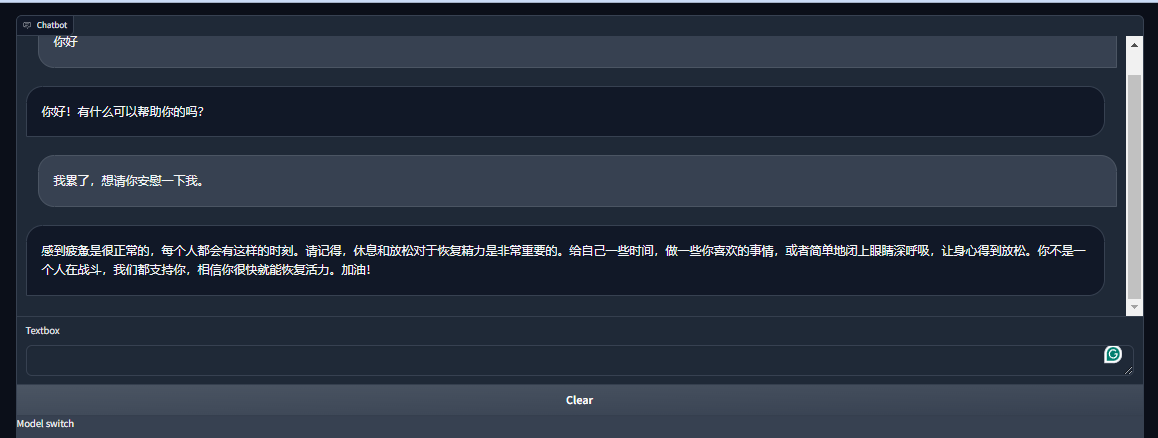 Chatbot
你好
你好！有什么可以帮助你的吗？
我累了，想请你安慰一下我。
感到疲惫是很正常的，每个人都会有这样的时刻。请记得，休息和放松对于恢复精力是非常重要的。给自己一些时间，做一些你喜欢的事情，或者简单地闭上眼睛深呼吸，让身心得到放松。你不是一
个人在战斗，我们都支持你，相信你很快就能恢复活力。加油！
Textbox
Clear
Model switch